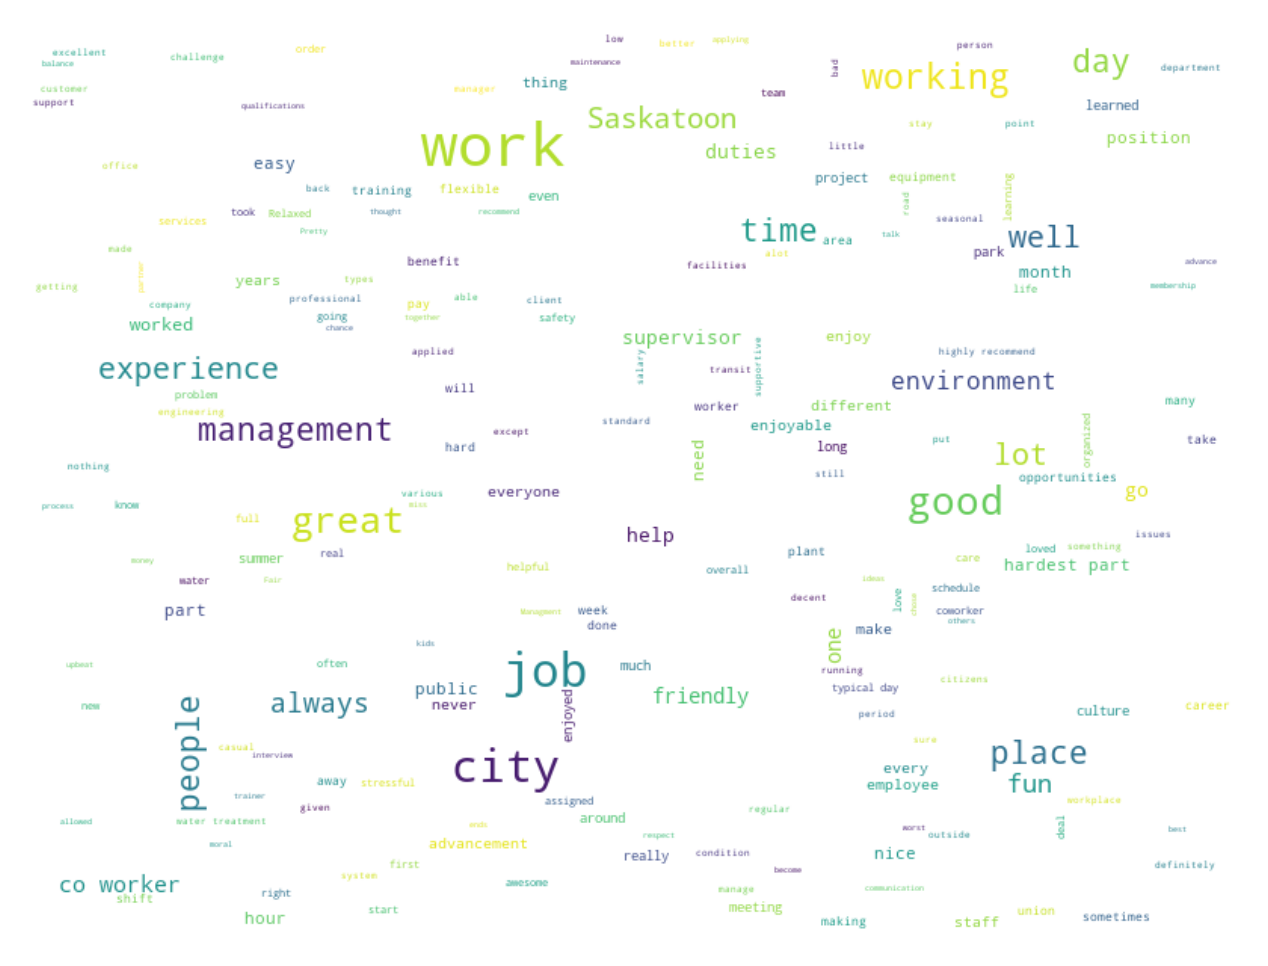 low
better
applying
excellent
challenge
order
person
day
balance
maintenance
bad
working
department
customer
manager
thing
team
support
qualifications
learned
work
Saskatoon
stay
point
position
office
easy
duties
little
back
training
flexible
even
project
equipment
learning
took
Relaxed
thought
recommend
road
seasonal
services
Pretty
time
area
talk
well
made
alot
park
partner
benefit
facilities
advance
getting
years
types
month
membership
life
company
professional
pay
able
client
worked
going
together
safety
chance
supervisor
enjoy
experience
applied
salary
supportive
highly recommend
problem
will
transit
environment
engineering
worker
different
many
management
except
standard
enjoyable
hard
need
long
put
organized
take
nothing
still
lot
opportunities
various
everyone
go
process
know
miss
good
full
great
help
issues
money
summer
real
plant
loved
something
water
Fair
helpful
overall
care
hardest part
ideas
part
Managment
week
decent
love
chose
schedule
coworker
others
done
one
make
kids
upbeat
often
job
much
running
typical day
citizens
new
people
always
public
never
enjoyed
friendly
period
culture
career
casual
interview
city
sure
place
trainer
away
stressful
every
employee
fun
given
assigned
workplace
allowed
water treatment
moral
ends
around
regular
worst
outside
deal
best
advancement
respect
first
really
condition
nice
definitely
co worker
shift
system
awesome
become
right
manage
communication
hour
start
meeting
making
staff
union
sometimes